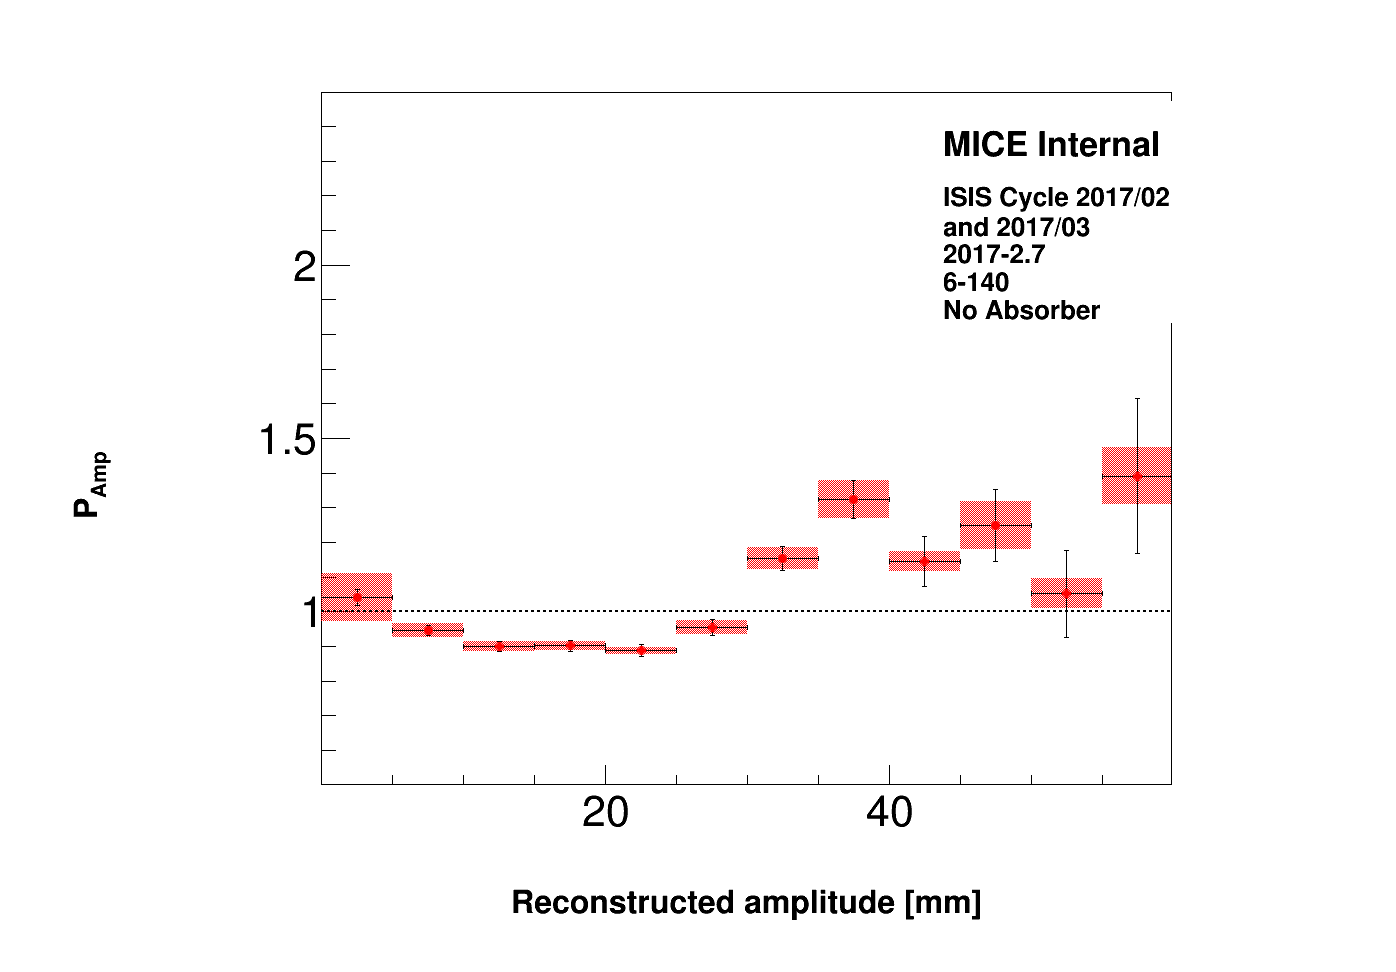 MICE Internal
ISIS Cycle 2017/02
and 2017/03
2017-2.7
6-140
No Absorber
2
1.5
1
P_Amp
20 40
Reconstructed amplitude [mm]